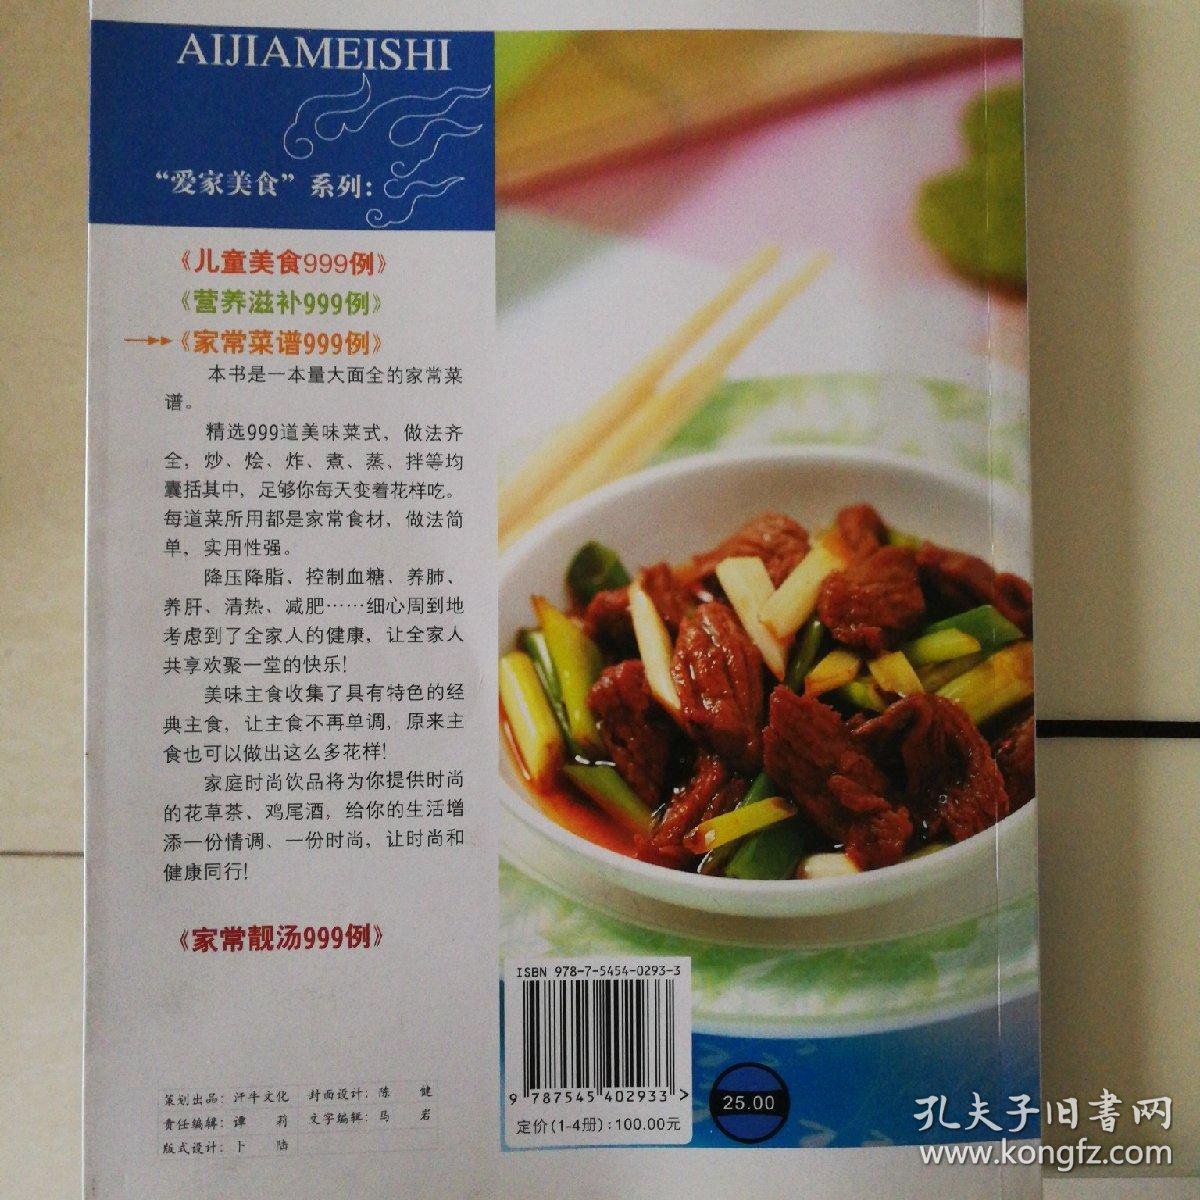 AIJIAMEISHI
“爱家美食”系列：
《儿童美食999例》
《营养滋补999例》
《家常菜谱999例》
本书是一本量大面全的家常菜
谱。
精选999道美味菜式，做法齐
全，炒、烩、炸、煮、蒸、拌等均
囊括其中，足够你每天变着花样吃。
每道菜所用都是家常食材，做法简
单，实用性强。
降压降脂、控制血糖、养肺、
养肝、清热、减肥……细心周到地
考虑到了全家人的健康，让全家人
共享欢聚一堂的快乐！
美味主食收集了具有特色的经
典主食，让主食不再单调，原来主
食也可以做出这么多花样！
家庭时尚饮品将为你提供时尚
的花草茶、鸡尾酒，给你的生活增
添一份情调、一份时尚，让时尚和
健康同行！
《家常靓汤999例》
策划出品：汗牛文化 封面设计：陈 健
责任编辑：谭 莉 文字编辑：马 岩
版式设计：卜 陆
ISBN 978-7-5454-0293-3
9 787545 402933 >
定价(1-4册)：100.00元
25.00
孔夫子旧書网
www.kongfz.com